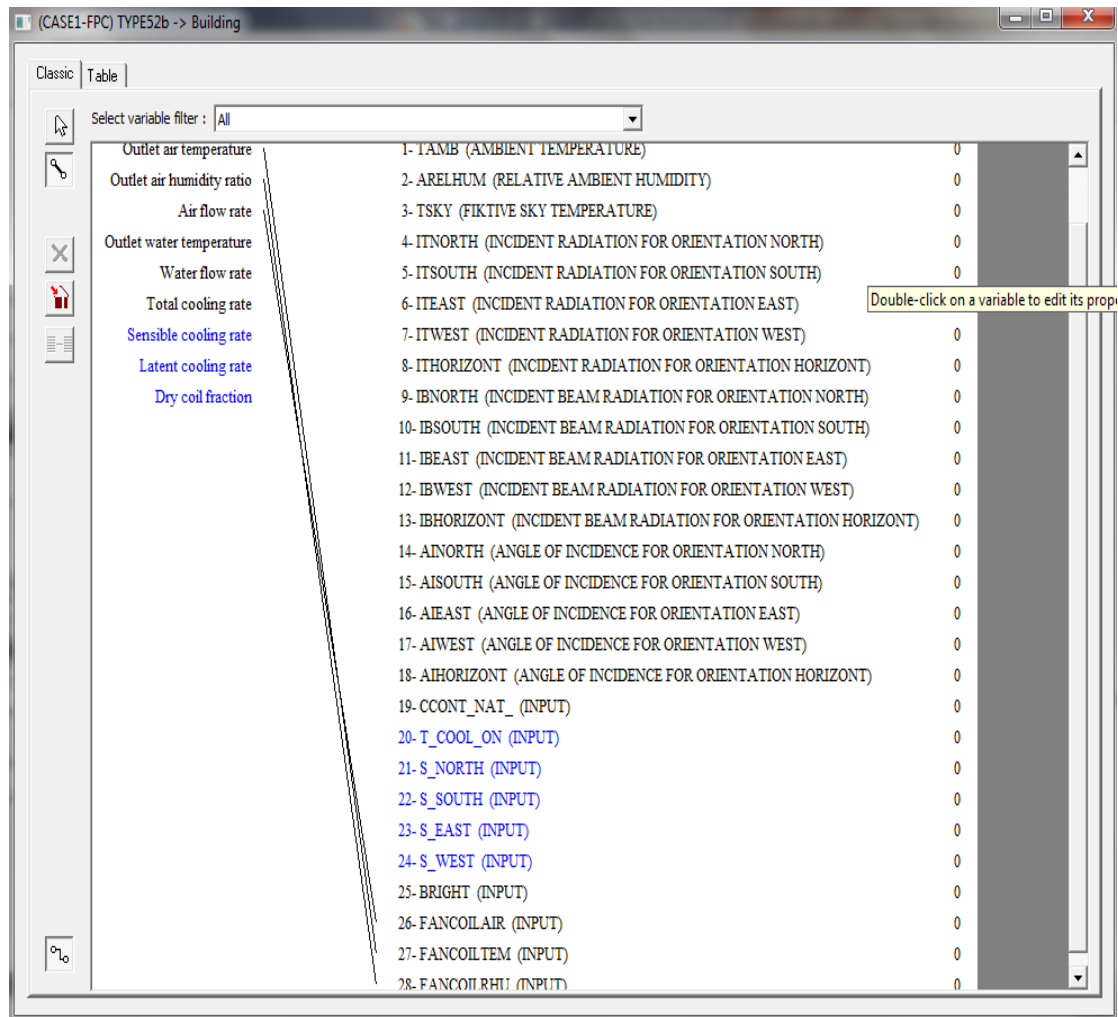 (CASE1-FPC) TYPE52b -> Building
Classic
Table
Select variable filter : All
Outlet air temperature
Outlet air humidity ratio
Air flow rate
Outlet water temperature
Water flow rate
Total cooling rate
Sensible cooling rate
Latent cooling rate
Dry coil fraction
1- TAMB (AMBIENT TEMPERATURE) 0
2- ARELHUM (RELATIVE AMBIENT HUMIDITY) 0
3- TSKY (FIKTIVE SKY TEMPERATURE) 0
4- ITNORTH (INCIDENT RADIATION FOR ORIENTATION NORTH) 0
5- ITSOUTH (INCIDENT RADIATION FOR ORIENTATION SOUTH) 0
6- ITEAST (INCIDENT RADIATION FOR ORIENTATION EAST)
Double-click on a variable to edit its prope
7- ITWEST (INCIDENT RADIATION FOR ORIENTATION WEST) 0
8- ITHORIZONT (INCIDENT RADIATION FOR ORIENTATION HORIZONT) 0
9- IBNORTH (INCIDENT BEAM RADIATION FOR ORIENTATION NORTH) 0
10- IBSOUTH (INCIDENT BEAM RADIATION FOR ORIENTATION SOUTH) 0
11- IBEAST (INCIDENT BEAM RADIATION FOR ORIENTATION EAST) 0
12- IBWEST (INCIDENT BEAM RADIATION FOR ORIENTATION WEST) 0
13- IBHORIZONT (INCIDENT BEAM RADIATION FOR ORIENTATION HORIZONT) 0
14- AINORTH (ANGLE OF INCIDENCE FOR ORIENTATION NORTH) 0
15- AISOUTH (ANGLE OF INCIDENCE FOR ORIENTATION SOUTH) 0
16- AIEAST (ANGLE OF INCIDENCE FOR ORIENTATION EAST) 0
17- AIWEST (ANGLE OF INCIDENCE FOR ORIENTATION WEST) 0
18- AIHORIZONT (ANGLE OF INCIDENCE FOR ORIENTATION HORIZONT) 0
19- CCONT_NAT_ (INPUT) 0
20- T_COOL_ON (INPUT) 0
21- S_NORTH (INPUT) 0
22- S_SOUTH (INPUT) 0
23- S_EAST (INPUT) 0
24- S_WEST (INPUT) 0
25- BRIGHT (INPUT) 0
26- FANCOILAIR (INPUT) 0
27- FANCOILTEM (INPUT) 0
28- FANCOILRHU (INPUT) 0